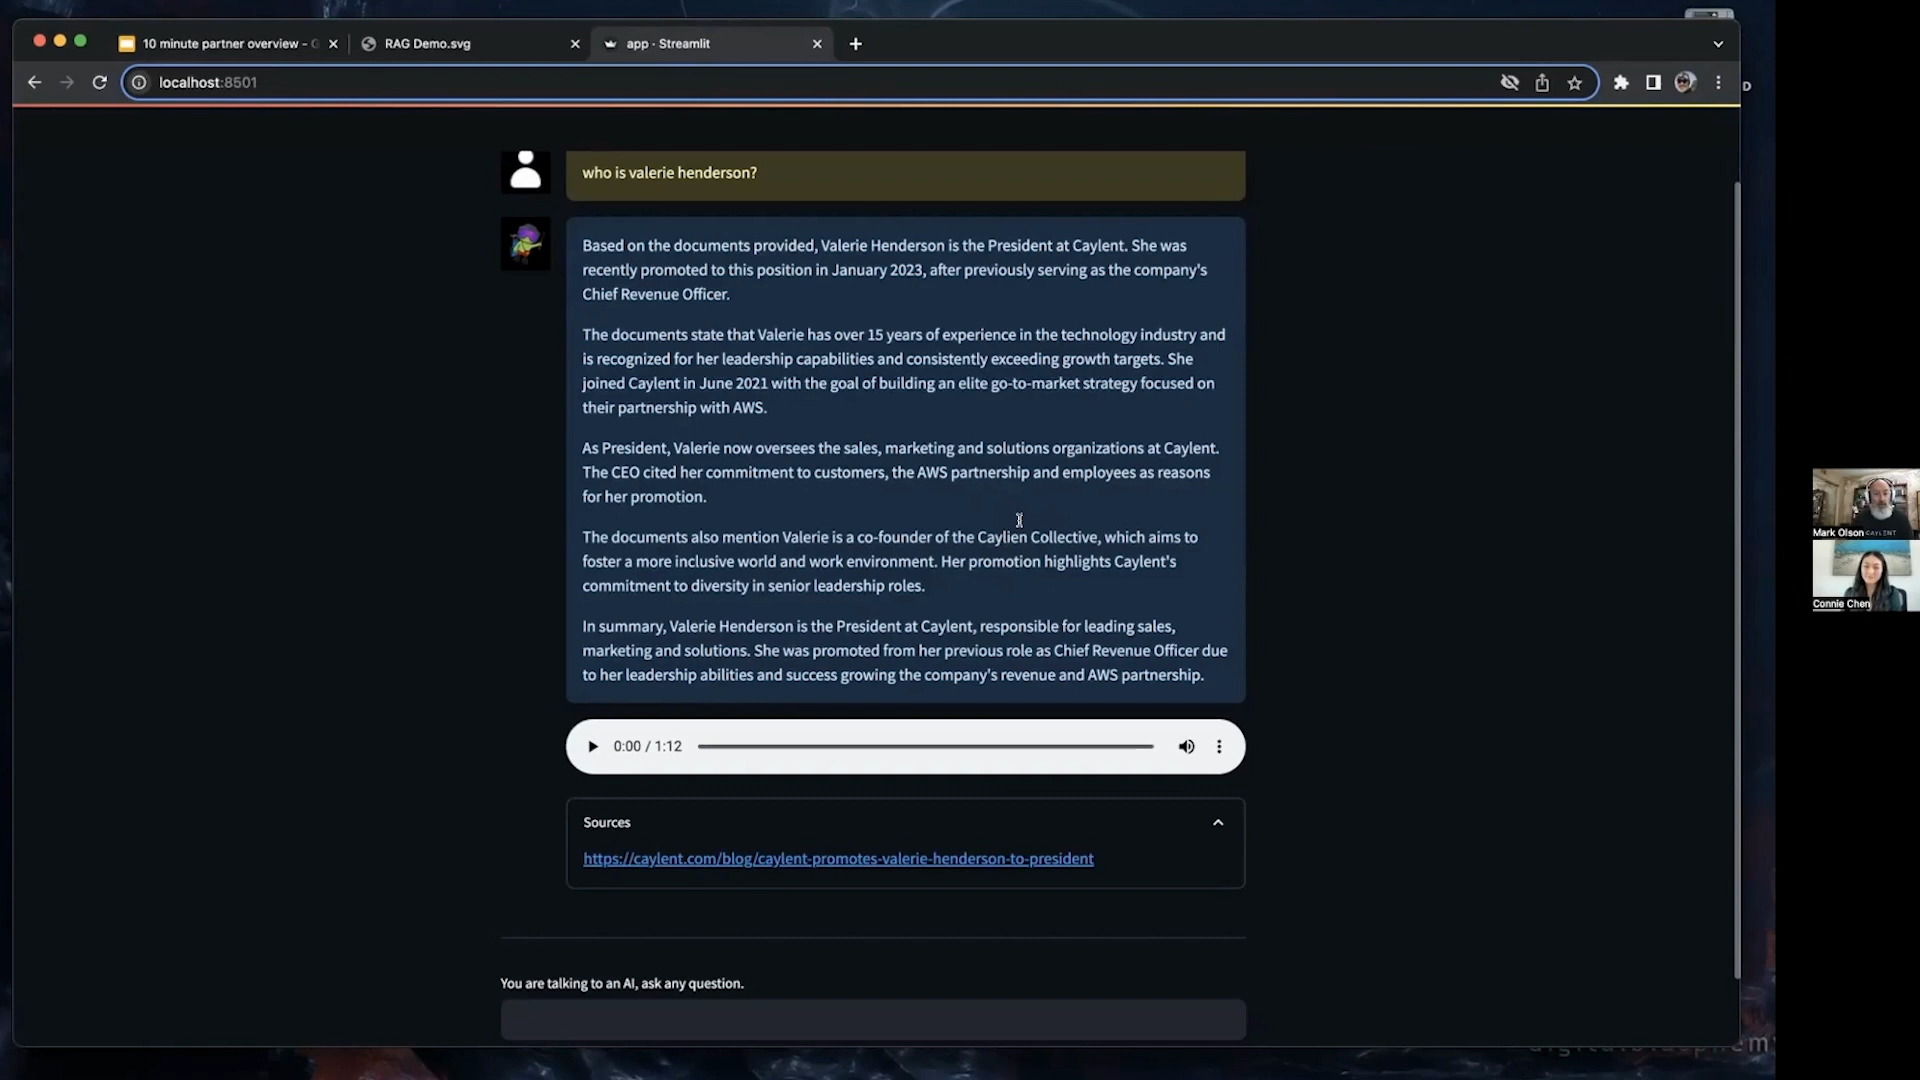 10 minute partner overview - G
RAG Demo.svg
app · Streamlit
localhost:8501
D
who is valerie henderson?
Based on the documents provided, Valerie Henderson is the President at Caylent. She was
recently promoted to this position in January 2023, after previously serving as the company's
Chief Revenue Officer.
The documents state that Valerie has over 15 years of experience in the technology industry and
is recognized for her leadership capabilities and consistently exceeding growth targets. She
joined Caylent in June 2021 with the goal of building an elite go-to-market strategy focused on
their partnership with AWS.
As President, Valerie now oversees the sales, marketing and solutions organizations at Caylent.
The CEO cited her commitment to customers, the AWS partnership and employees as reasons
for her promotion.
The documents also mention Valerie is a co-founder of the Caylien Collective, which aims to
foster a more inclusive world and work environment. Her promotion highlights Caylent's
commitment to diversity in senior leadership roles.
In summary, Valerie Henderson is the President at Caylent, responsible for leading sales,
marketing and solutions. She was promoted from her previous role as Chief Revenue Officer due
to her leadership abilities and success growing the company's revenue and AWS partnership.
0:00 / 1:12
Sources
https://caylent.com/blog/caylent-promotes-valerie-henderson-to-president
You are talking to an AI, ask any question.
Mark Olson CAYLENT
Connie Chen